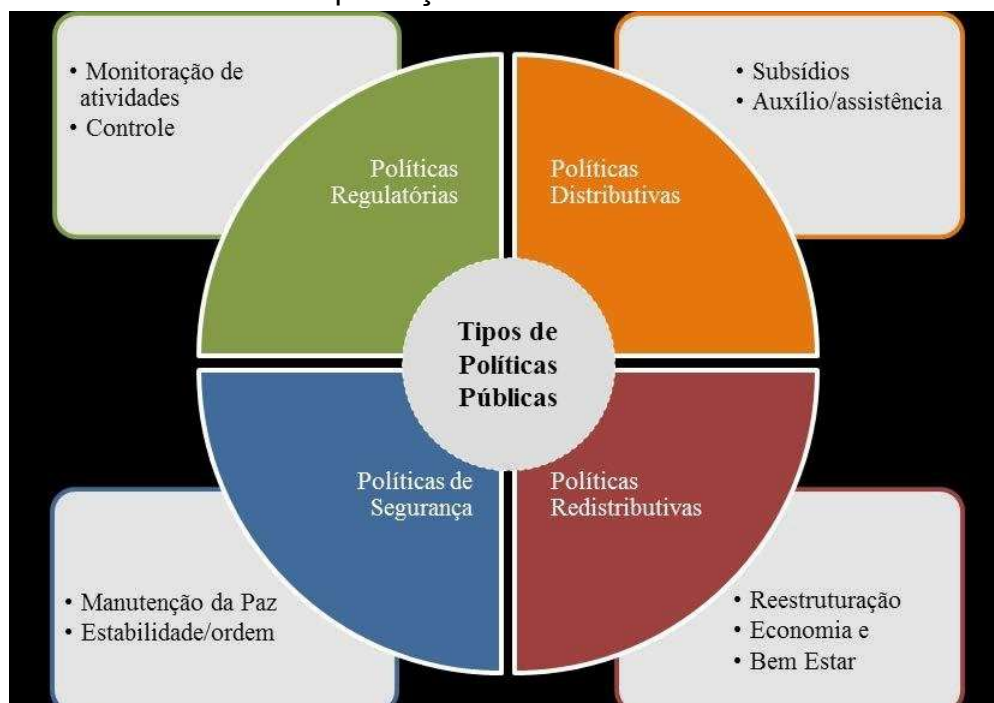 • Monitoração de
atividades
• Controle
• Subsídios
• Auxílio/assistência
Políticas
Regulatórias
Políticas
Distributivas
Tipos de
Políticas
Públicas
Políticas de
Segurança
Políticas
Redistributivas
• Manutenção da Paz
• Estabilidade/ordem
• Reestruturação
• Economia e
• Bem Estar